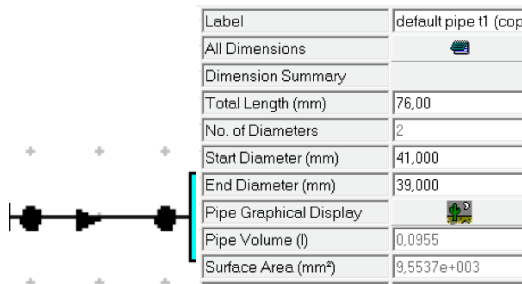 Label default pipe t1 (cop
All Dimensions
Dimension Summary
Total Length (mm) 76,00
No. of Diameters 2
Start Diameter (mm) 41,000
End Diameter (mm) 39,000
Pipe Graphical Display
Pipe Volume (l) 0,0955
Surface Area (mm²) 9,5537e+003